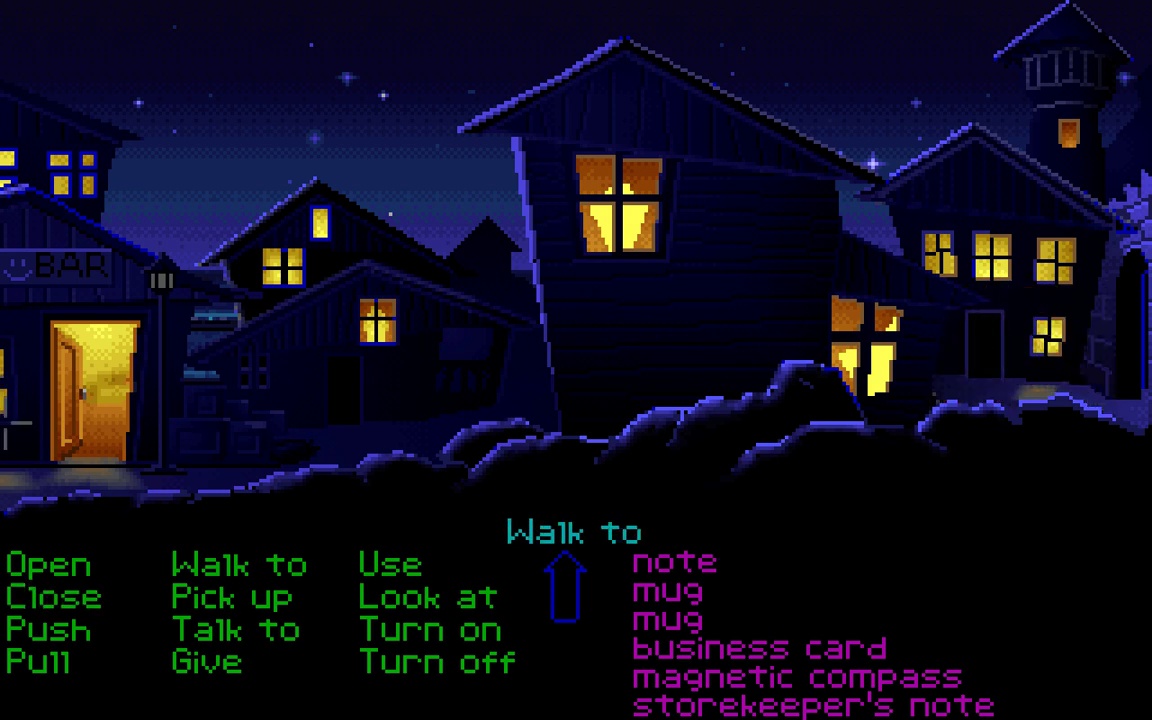 BAR
Walk to
Open Walk to Use note
Close Pick up Look at mug
Push Talk to Turn on mug
Pull Give Turn off business card
magnetic compass
storekeeper's note